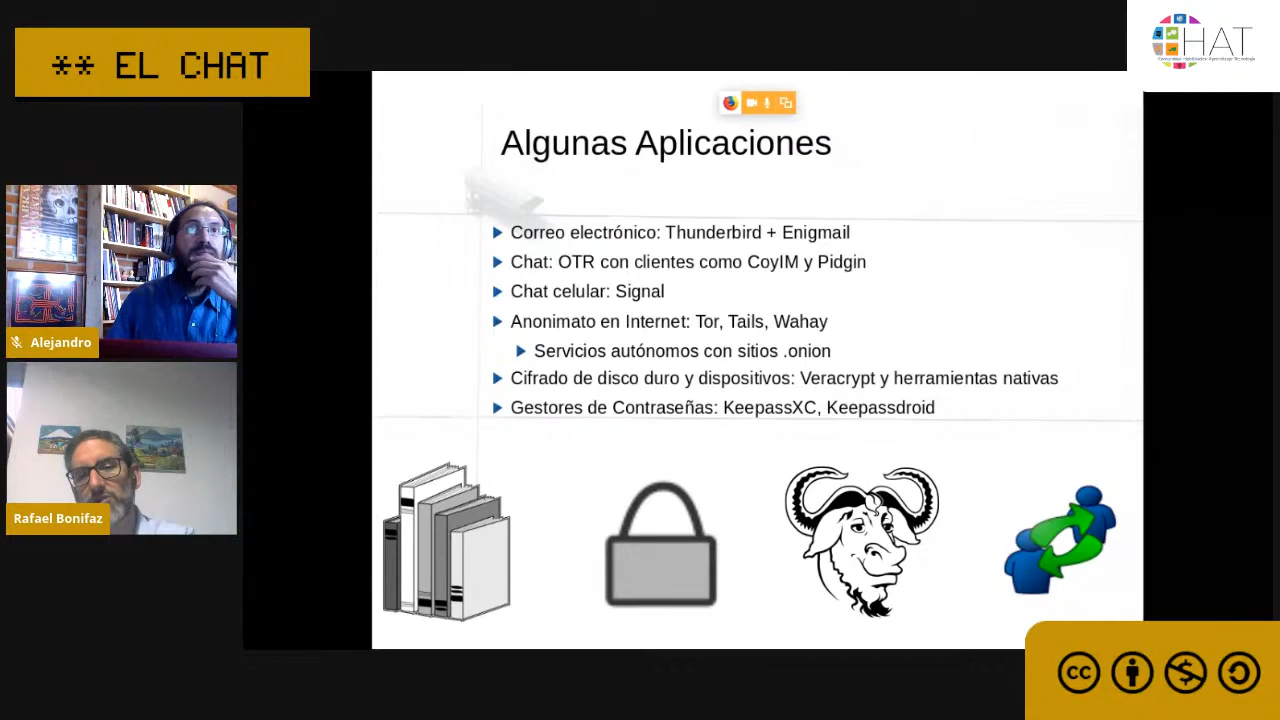 ** EL CHAT
HAT
Algunas Aplicaciones
Correo electrónico: Thunderbird + Enigmail
Chat: OTR con clientes como CoyIM y Pidgin
Chat celular: Signal
Anonimato en Internet: Tor, Tails, Wahay
Servicios autónomos con sitios .onion
Cifrado de disco duro y dispositivos: Veracrypt y herramientas nativas
Gestores de Contraseñas: KeepassXC, Keepassdroid
Alejandro
Rafael Bonifaz
cc